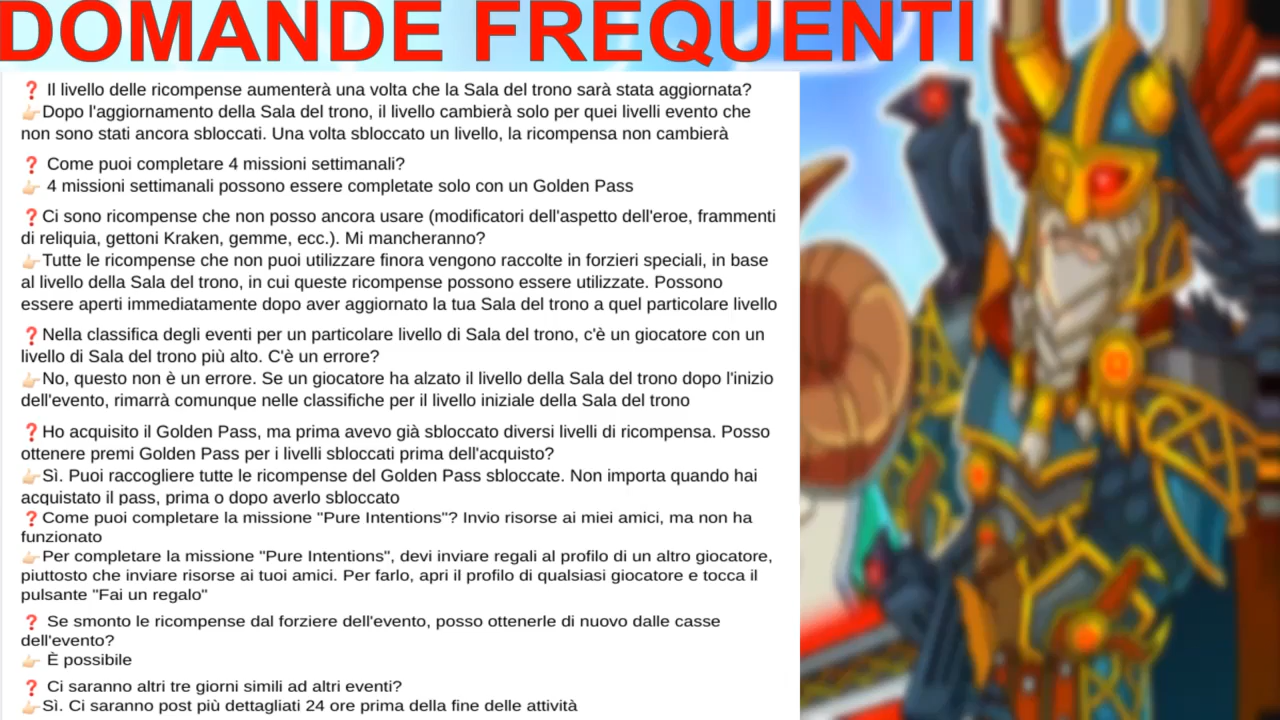 DOMANDE FREQUENTI
❓ Il livello delle ricompense aumenterà una volta che la Sala del trono sarà stata aggiornata?
👉🏻Dopo l'aggiornamento della Sala del trono, il livello cambierà solo per quei livelli evento che
non sono stati ancora sbloccati. Una volta sbloccato un livello, la ricompensa non cambierà
❓ Come puoi completare 4 missioni settimanali?
👉🏻 4 missioni settimanali possono essere completate solo con un Golden Pass
❓Ci sono ricompense che non posso ancora usare (modificatori dell'aspetto dell'eroe, frammenti
di reliquia, gettoni Kraken, gemme, ecc.). Mi mancheranno?
👉🏻Tutte le ricompense che non puoi utilizzare finora vengono raccolte in forzieri speciali, in base
al livello della Sala del trono, in cui queste ricompense possono essere utilizzate. Possono
essere aperti immediatamente dopo aver aggiornato la tua Sala del trono a quel particolare livello
❓Nella classifica degli eventi per un particolare livello di Sala del trono, c'è un giocatore con un
livello di Sala del trono più alto. C'è un errore?
👉🏻No, questo non è un errore. Se un giocatore ha alzato il livello della Sala del trono dopo l'inizio
dell'evento, rimarrà comunque nelle classifiche per il livello iniziale della Sala del trono
❓Ho acquisito il Golden Pass, ma prima avevo già sbloccato diversi livelli di ricompensa. Posso
ottenere premi Golden Pass per i livelli sbloccati prima dell'acquisto?
👉🏻Sì. Puoi raccogliere tutte le ricompense del Golden Pass sbloccate. Non importa quando hai
acquistato il pass, prima o dopo averlo sbloccato
❓Come puoi completare la missione "Pure Intentions"? Invio risorse ai miei amici, ma non ha
funzionato
👉🏻Per completare la missione "Pure Intentions", devi inviare regali al profilo di un altro giocatore,
piuttosto che inviare risorse ai tuoi amici. Per farlo, apri il profilo di qualsiasi giocatore e tocca il
pulsante "Fai un regalo"
❓ Se smonto le ricompense dal forziere dell'evento, posso ottenerle di nuovo dalle casse
dell'evento?
👉🏻 È possibile
❓ Ci saranno altri tre giorni simili ad altri eventi?
👉🏻Sì. Ci saranno post più dettagliati 24 ore prima della fine delle attività